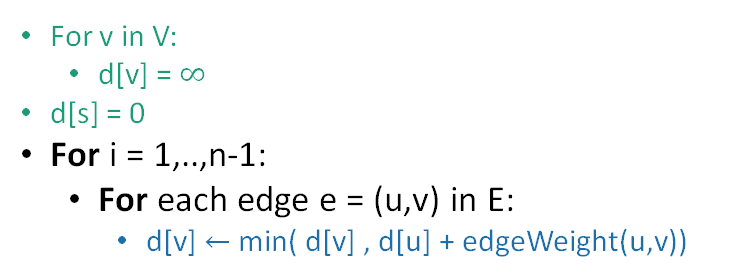 • For v in V:
• d[v] = ∞
• d[s] = 0
• For i = 1,..,n-1:
• For each edge e = (u,v) in E:
• d[v] ← min( d[v] , d[u] + edgeWeight(u,v))